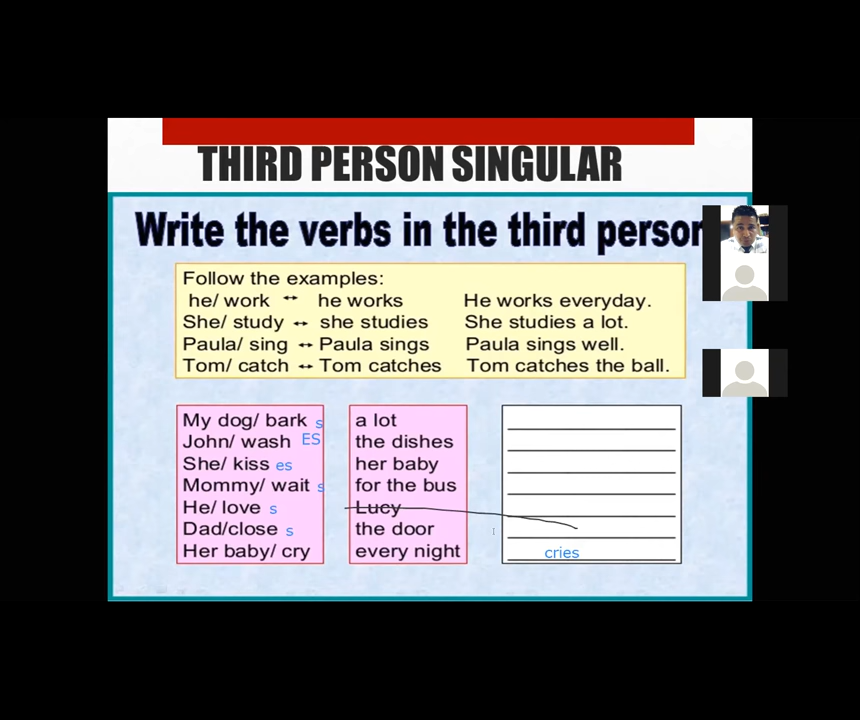 THIRD PERSON SINGULAR
Write the verbs in the third person
Follow the examples:
he/ work ↔ he works He works everyday.
She/ study ↔ she studies She studies a lot.
Paula/ sing ↔ Paula sings Paula sings well.
Tom/ catch ↔ Tom catches Tom catches the ball.
My dog/ bark s a lot
John/ wash ES the dishes
She/ kiss es her baby
Mommy/ wait s for the bus
He/ love s Lucy
Dad/close s the door
Her baby/ cry every night cries